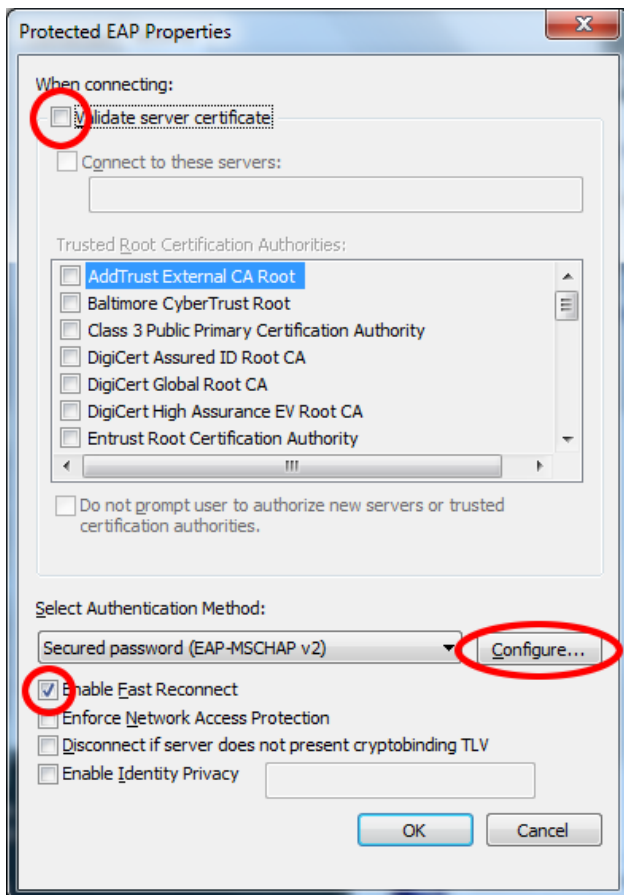 Protected EAP Properties
When connecting:
Validate server certificate
Connect to these servers:
Trusted Root Certification Authorities:
AddTrust External CA Root
Baltimore CyberTrust Root
Class 3 Public Primary Certification Authority
DigiCert Assured ID Root CA
DigiCert Global Root CA
DigiCert High Assurance EV Root CA
Entrust Root Certification Authority
Do not prompt user to authorize new servers or trusted
certification authorities.
Select Authentication Method:
Secured password (EAP-MSCHAP v2)
Configure...
Enable Fast Reconnect
Enforce Network Access Protection
Disconnect if server does not present cryptobinding TLV
Enable Identity Privacy
OK
Cancel